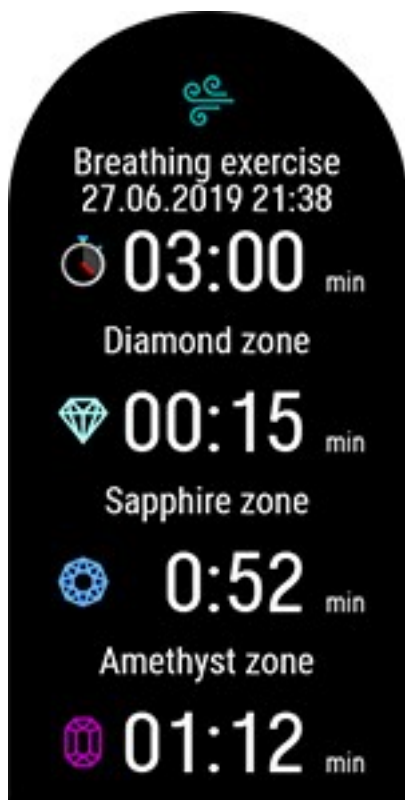 Breathing exercise
27.06.2019 21:38
03:00 min
Diamond zone
00:15 min
Sapphire zone
0:52 min
Amethyst zone
01:12 min